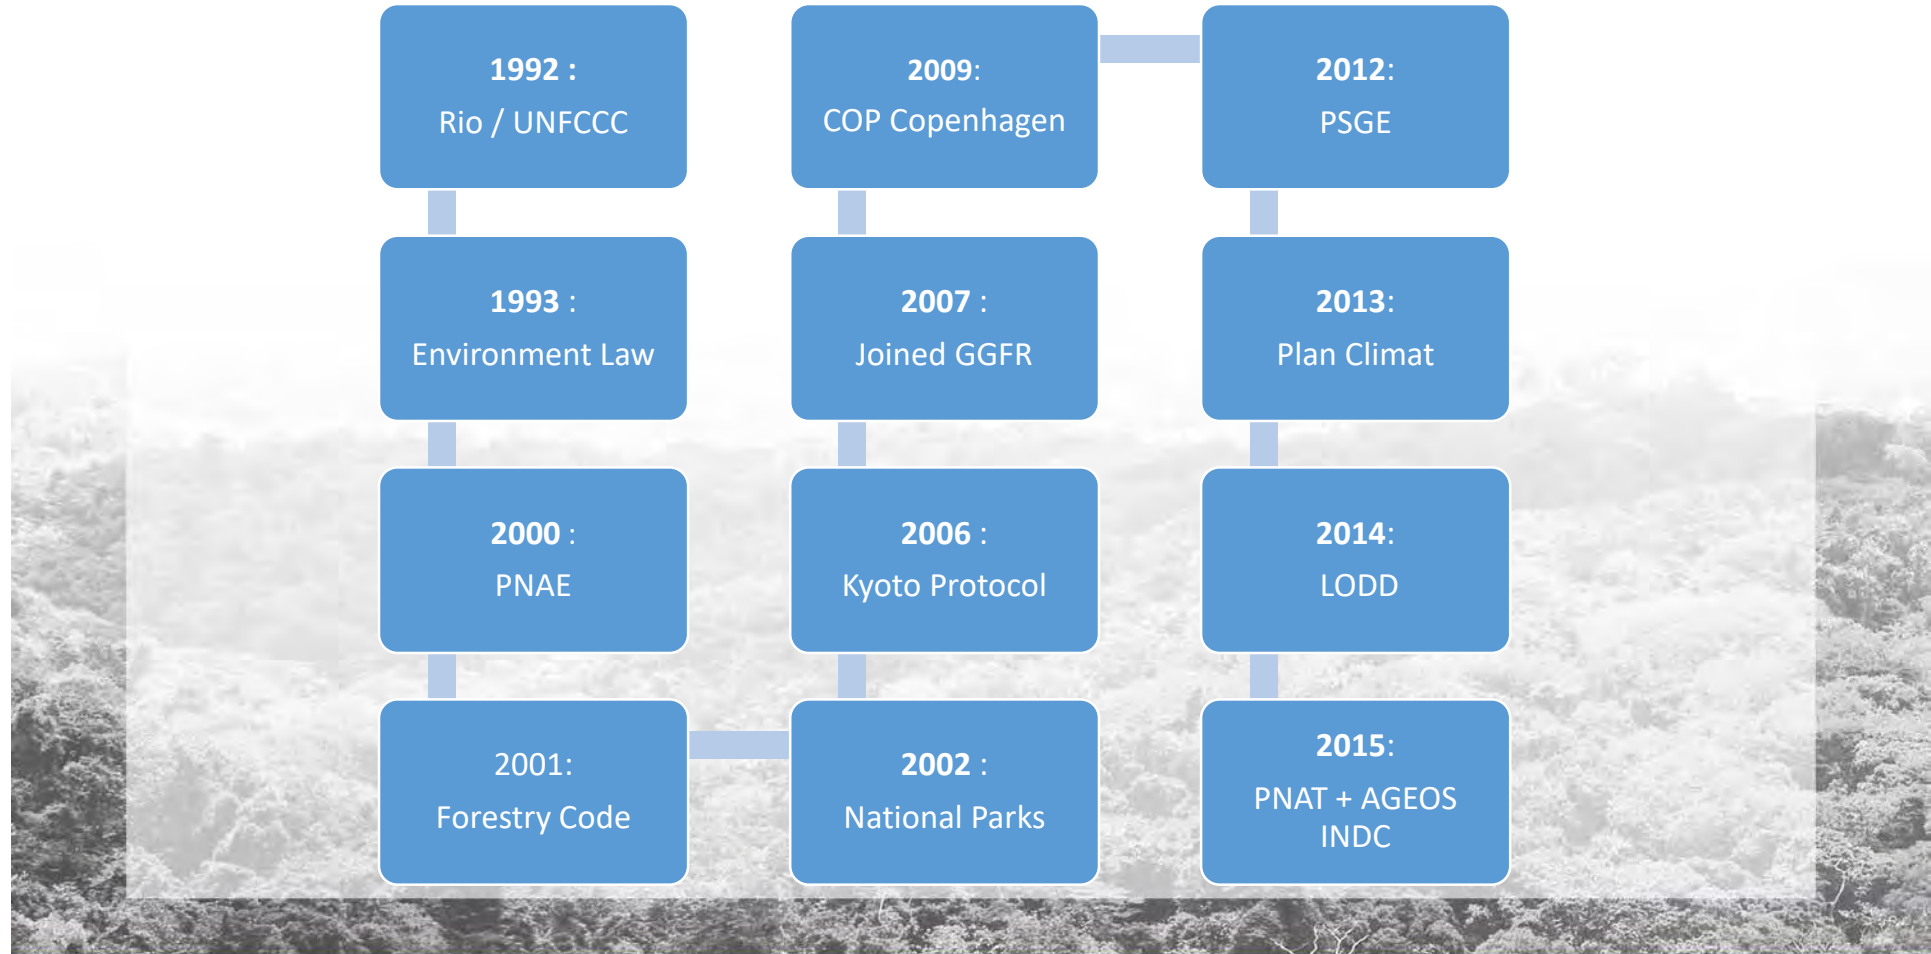 1992 :
Rio / UNFCCC
1993 :
Environment Law
2000 :
PNAE
2001:
Forestry Code
2002 :
National Parks
2006 :
Kyoto Protocol
2007 :
Joined GGFR
2009:
COP Copenhagen
2012:
PSGE
2013:
Plan Climat
2014:
LODD
2015:
PNAT + AGEOS
INDC